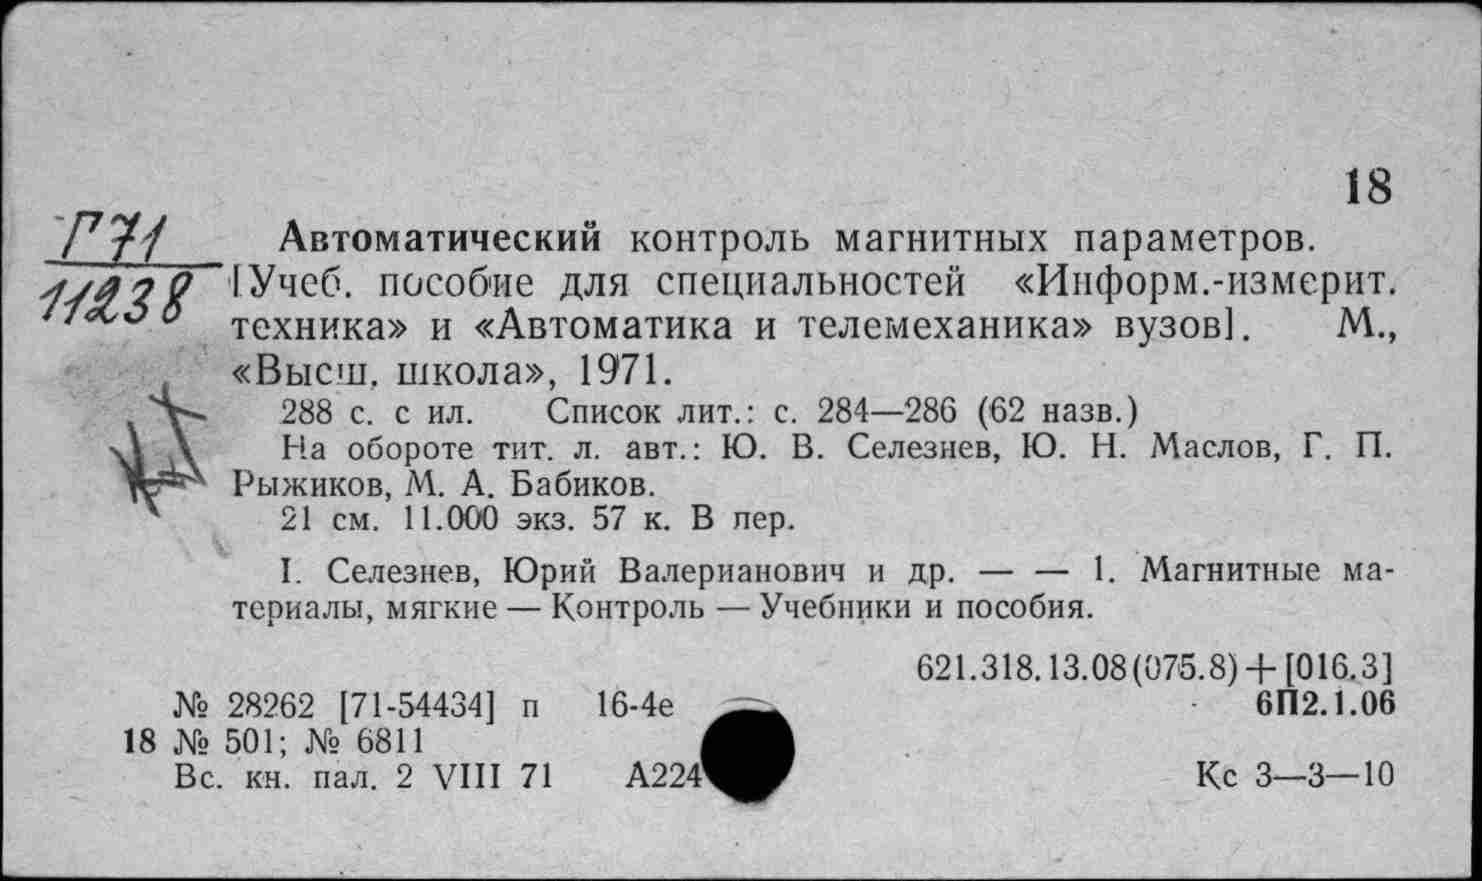 18
Г71
11238
Автоматический контроль магнитных параметров.
[Учеб. пособие для специальностей «Информ.-измерит.
техника» и «Автоматика и телемеханика» вузов]. М.,
«Высш. школа», 1971.
288 с. с ил. Список лит.: с. 284—286 (62 назв.)
На обороте тит. л. авт.: Ю. В. Селезнев, Ю. Н. Маслов, Г. П.
Рыжиков, М. А. Бабиков.
21 см. 11.000 экз. 57 к. В пер.
I. Селезнев, Юрий Валерианович и др. — — 1. Магнитные ма-
териалы, мягкие — Контроль — Учебники и пособия.
621.318.13.08(075.8)+[016.3]
№ 28262 [71-54434] п 16-4е 6П2.1.06
18 № 501; № 6811
Вс. кн. пал. 2 VIII 71 А224 Кс 3—3—10